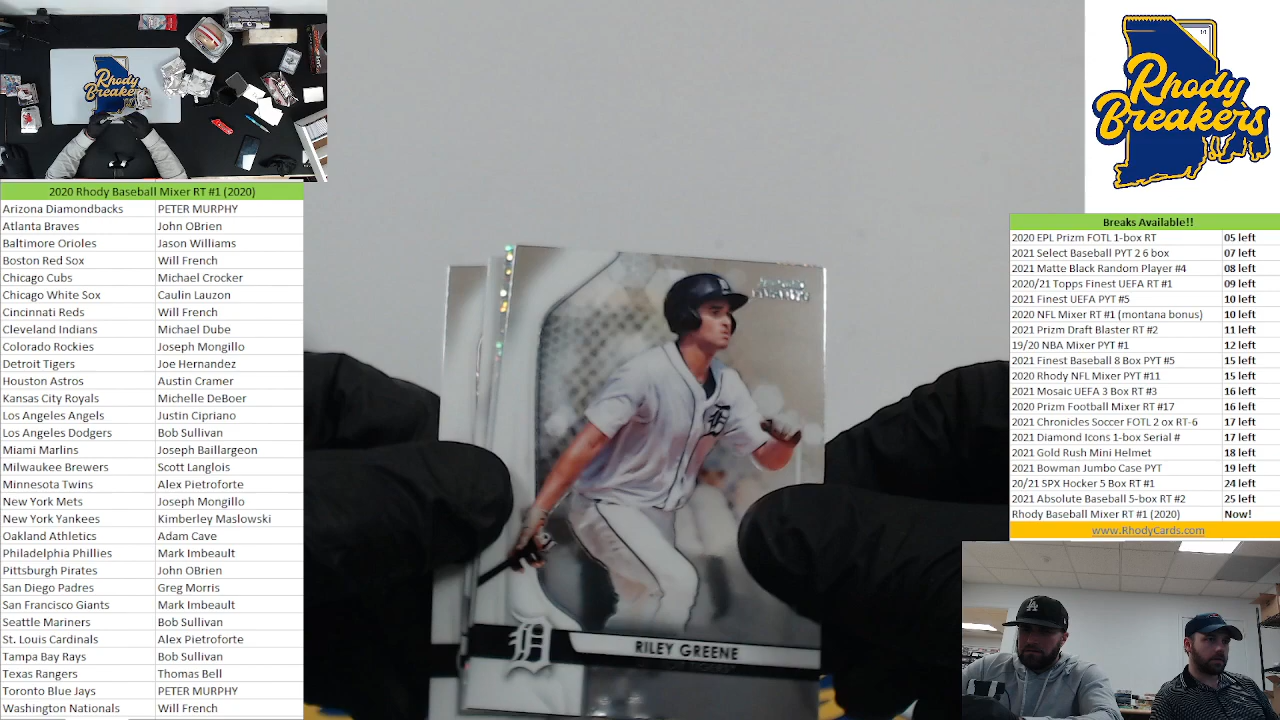 Rhody
Breakers
2020 Rhody Baseball Mixer RT #1 (2020)
Arizona Diamondbacks PETER MURPHY
Atlanta Braves John OBrien
Baltimore Orioles Jason Williams
Boston Red Sox Will French
Chicago Cubs Michael Crocker
Chicago White Sox Caulin Lauzon
Cincinnati Reds Will French
Cleveland Indians Michael Dube
Colorado Rockies Joseph Mongillo
Detroit Tigers Joe Hernandez
Houston Astros Austin Cramer
Kansas City Royals Michelle DeBoer
Los Angeles Angels Justin Cipriano
Los Angeles Dodgers Bob Sullivan
Miami Marlins Joseph Baillargeon
Milwaukee Brewers Scott Langlois
Minnesota Twins Alex Pietroforte
New York Mets Joseph Mongillo
New York Yankees Kimberley Maslowski
Oakland Athletics Adam Cave
Philadelphia Phillies Mark Imbeault
Pittsburgh Pirates John OBrien
San Diego Padres Greg Morris
San Francisco Giants Mark Imbeault
Seattle Mariners Bob Sullivan
St. Louis Cardinals Alex Pietroforte
Tampa Bay Rays Bob Sullivan
Texas Rangers Thomas Bell
Toronto Blue Jays PETER MURPHY
Washington Nationals Will French
D
RILEY GREENE
Rhody
Breakers
Breaks Available!!
2020 EPL Prizm FOTL 1-box RT 05 left
2021 Select Baseball PYT 2 6 box 07 left
2021 Matte Black Random Player #4 08 left
2020/21 Topps Finest UEFA RT #1 09 left
2021 Finest UEFA PYT #5 10 left
2020 NFL Mixer RT #1 (montana bonus) 10 left
2021 Prizm Draft Blaster RT #2 11 left
19/20 NBA Mixer PYT #1 12 left
2021 Finest Baseball 8 Box PYT #5 15 left
2020 Rhody NFL Mixer PYT #11 15 left
2021 Mosaic UEFA 3 Box RT #3 16 left
2020 Prizm Football Mixer RT #17 16 left
2021 Chronicles Soccer FOTL 2 ox RT-6 17 left
2021 Diamond Icons 1-box Serial # 17 left
2021 Gold Rush Mini Helmet 18 left
2021 Bowman Jumbo Case PYT 19 left
20/21 SPX Hocker 5 Box RT #1 24 left
2021 Absolute Baseball 5-box RT #2 25 left
Rhody Baseball Mixer RT #1 (2020) Now!
www.RhodyCards.com
LA